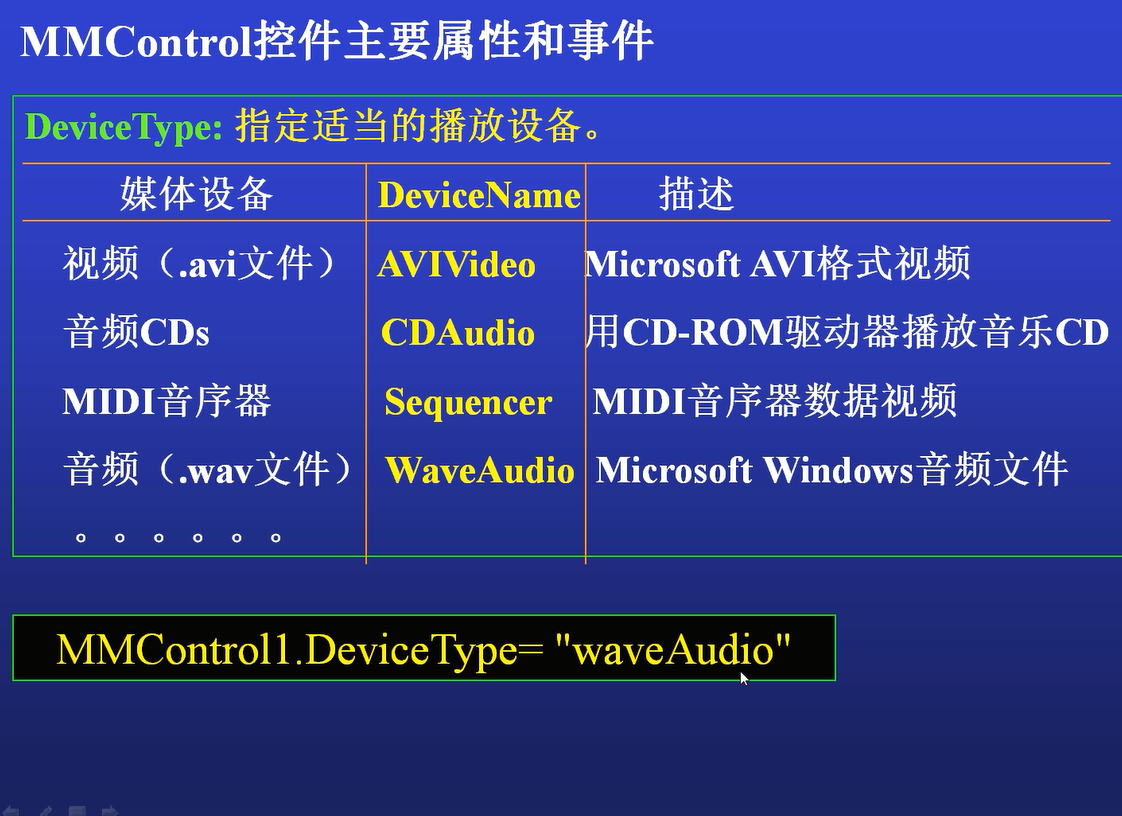 MMControl控件主要属性和事件
DeviceType: 指定适当的播放设备。
媒体设备 DeviceName 描述
视频（.avi文件） AVIVideo Microsoft AVI格式视频
音频CDs CDAudio 用CD-ROM驱动器播放音乐CD
MIDI音序器 Sequencer MIDI音序器数据视频
音频（.wav文件） WaveAudio Microsoft Windows音频文件
。。。。。。
MMControl1.DeviceType= "waveAudio"